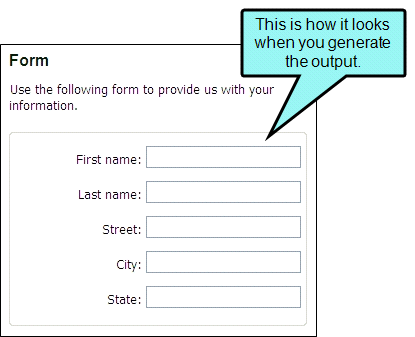 This is how it looks
when you generate
the output.
Form
Use the following form to provide us with your
information.
First name:
Last name:
Street:
City:
State: